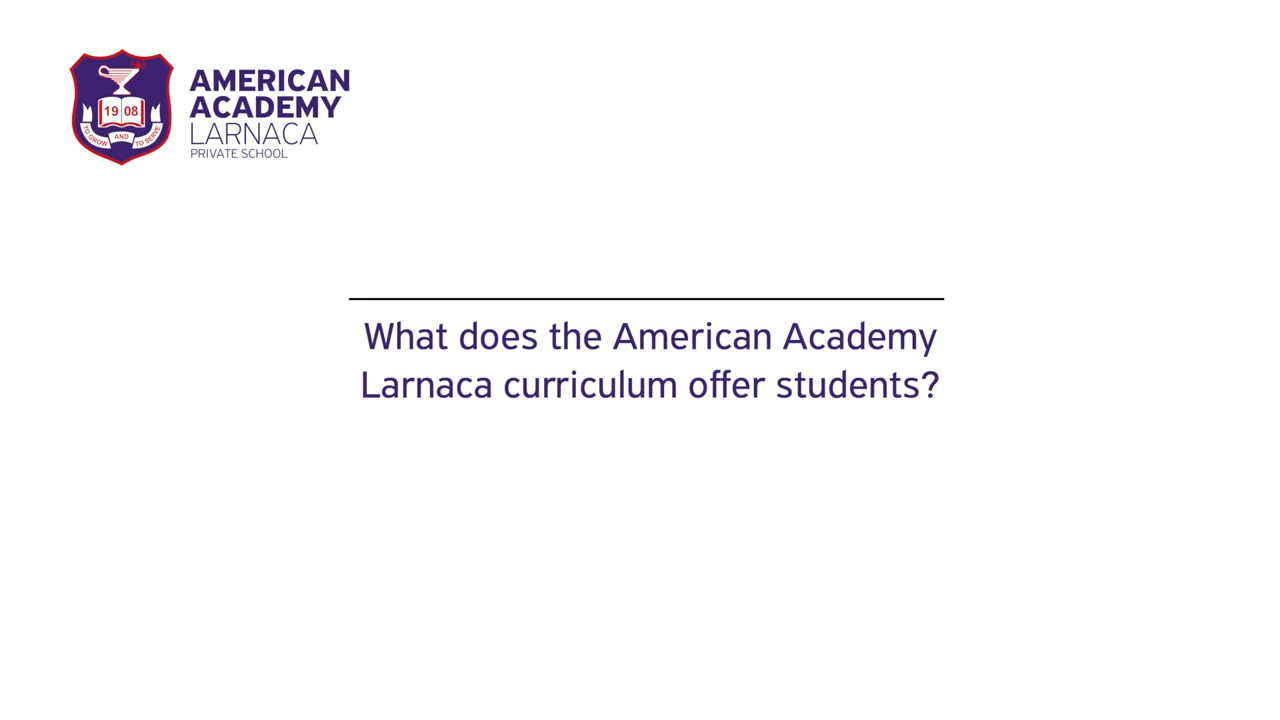 AMERICAN
ACADEMY
LARNACA
PRIVATE SCHOOL
19 08
TO GROW AND TO SERVE
What does the American Academy
Larnaca curriculum offer students?